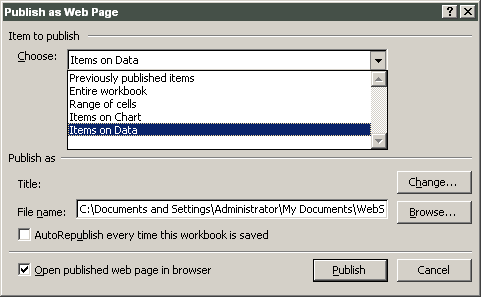 Publish as Web Page
Item to publish
Choose: Items on Data
Previously published items
Entire workbook
Range of cells
Items on Chart
Items on Data
Publish as
Title:
Change...
File name: C:\Documents and Settings\Administrator\My Documents\WebS
Browse...
AutoRepublish every time this workbook is saved
Open published web page in browser
Publish
Cancel